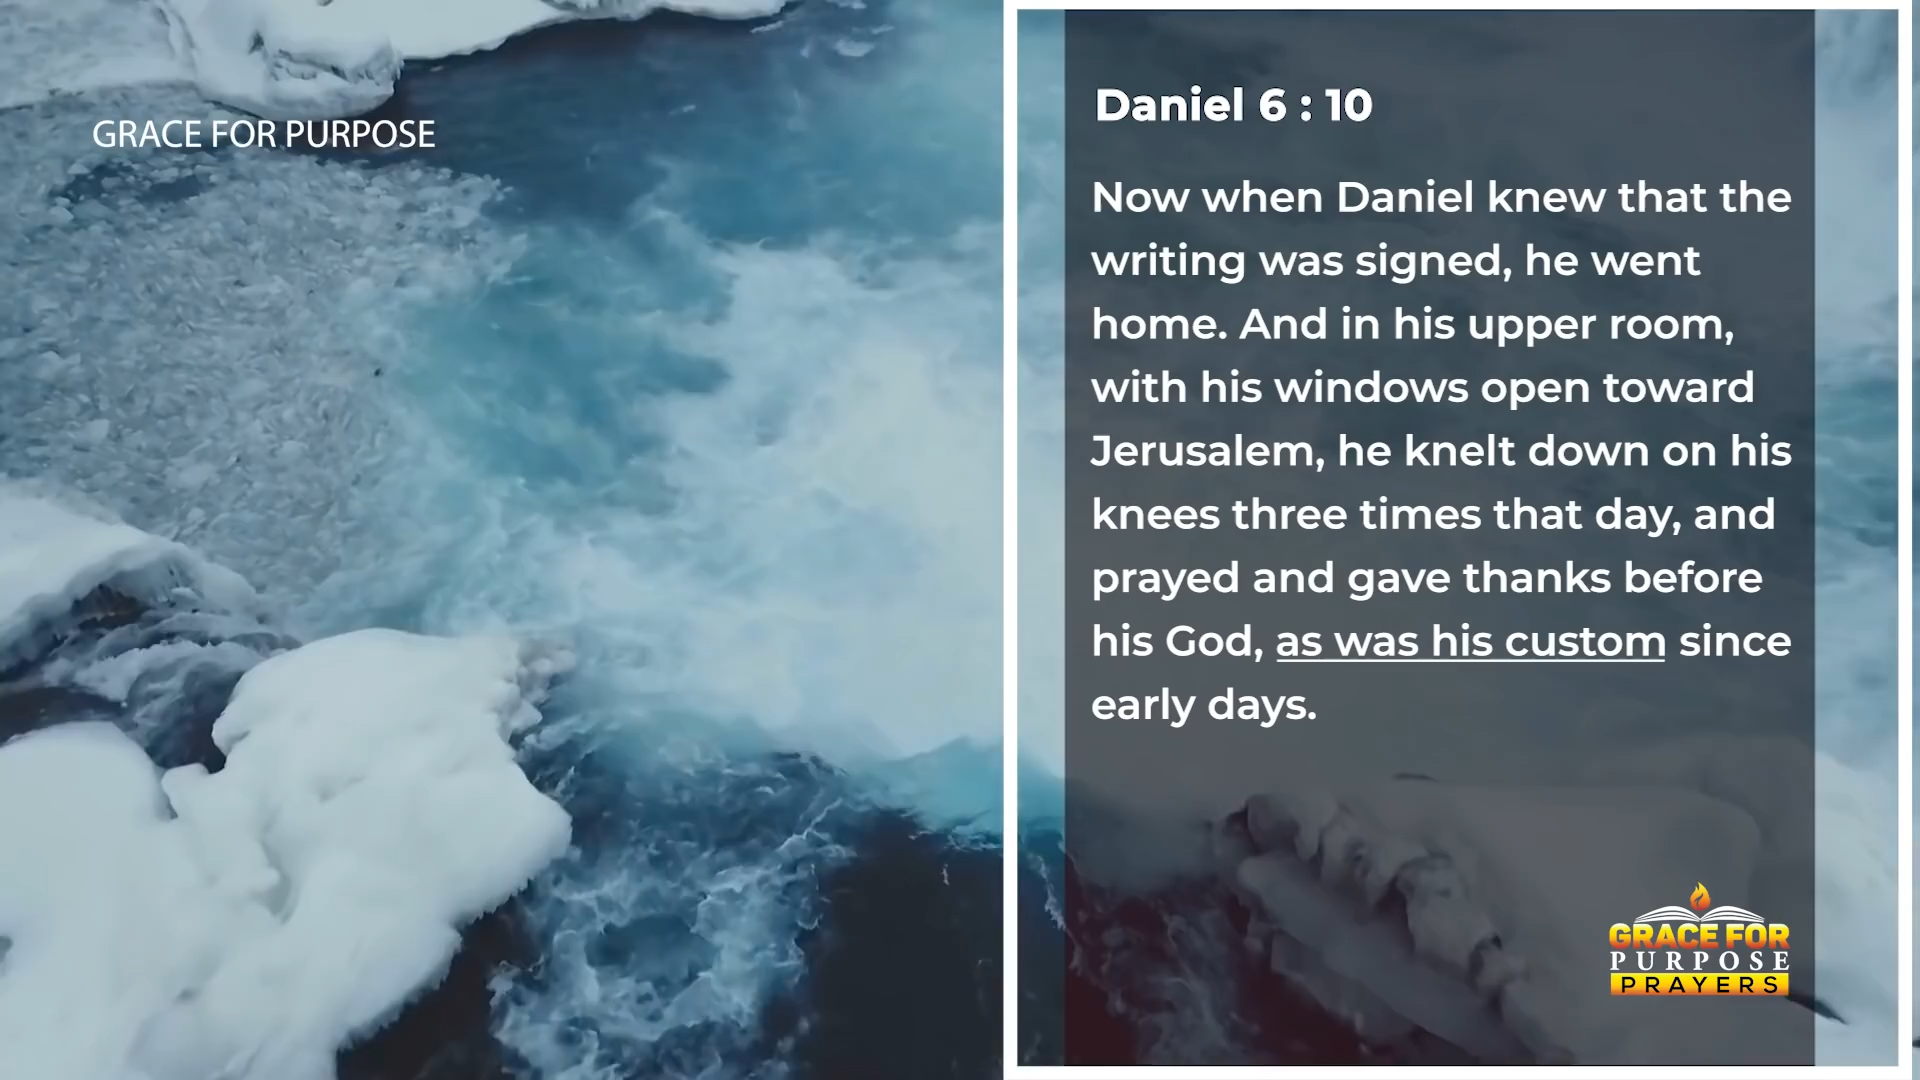 GRACE FOR PURPOSE
Daniel 6 : 10
Now when Daniel knew that the
writing was signed, he went
home. And in his upper room,
with his windows open toward
Jerusalem, he knelt down on his
knees three times that day, and
prayed and gave thanks before
his God, as was his custom since
early days.
GRACE FOR
PURPOSE
PRAYERS